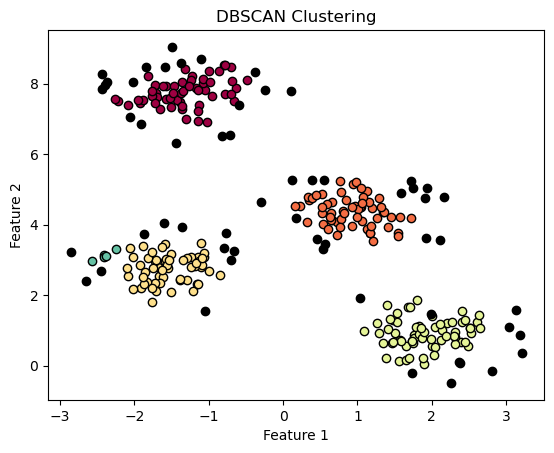 DBSCAN Clustering
8
6
4
2
0
−3 −2 −1 0 1 2 3
Feature 2
Feature 1